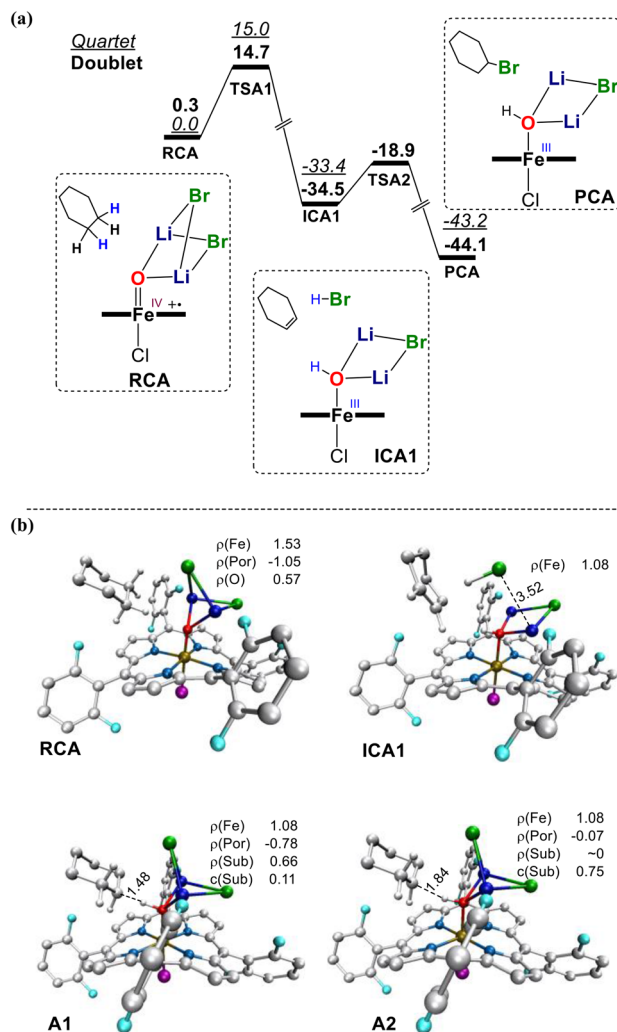 (a)
Quartet
Doublet
15.0
14.7
TSA1
0.3
0.0
RCA
-33.4
-34.5
ICA1
-18.9
TSA2
-43.2
-44.1
PCA
Br
Li
Br
H
O
Li
Fe III
Cl
PCA
H
H
H
Br
Li
Br
O
Li
Fe IV +•
Cl
RCA
H-Br
Li
Br
H
O
Li
Fe III
Cl
ICA1
(b)
ρ(Fe) 1.53
ρ(Por) -1.05
ρ(O) 0.57
RCA
ρ(Fe) 1.08
3.52
ICA1
ρ(Fe) 1.08
ρ(Por) -0.78
ρ(Sub) 0.66
c(Sub) 0.11
1.48
A1
ρ(Fe) 1.08
ρ(Por) -0.07
ρ(Sub) ~0
c(Sub) 0.75
1.84
A2